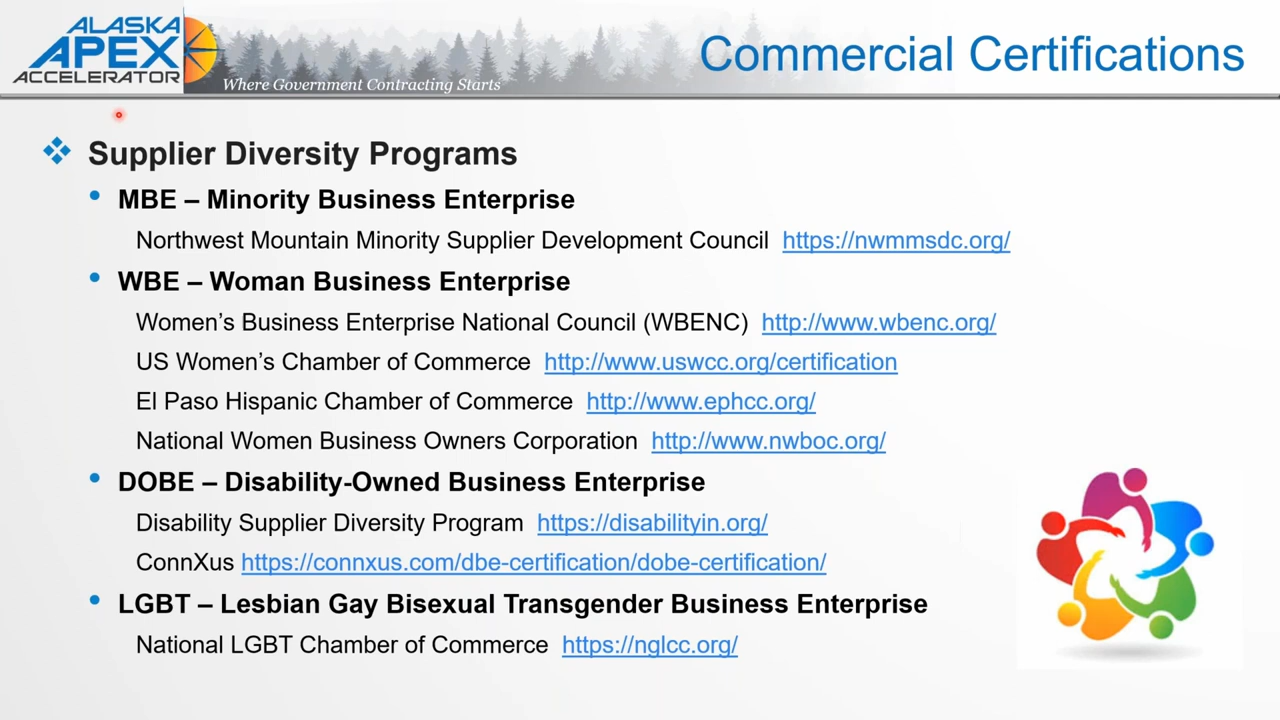 ALASKA
APEX
ACCELERATOR
Where Government Contracting Starts
Commercial Certifications
Supplier Diversity Programs
MBE – Minority Business Enterprise
Northwest Mountain Minority Supplier Development Council https://nwmmsdc.org/
WBE – Woman Business Enterprise
Women’s Business Enterprise National Council (WBENC) http://www.wbenc.org/
US Women’s Chamber of Commerce http://www.uswcc.org/certification
El Paso Hispanic Chamber of Commerce http://www.ephcc.org/
National Women Business Owners Corporation http://www.nwboc.org/
DOBE – Disability-Owned Business Enterprise
Disability Supplier Diversity Program https://disabilityin.org/
ConnXus https://connxus.com/dbe-certification/dobe-certification/
LGBT – Lesbian Gay Bisexual Transgender Business Enterprise
National LGBT Chamber of Commerce https://nglcc.org/